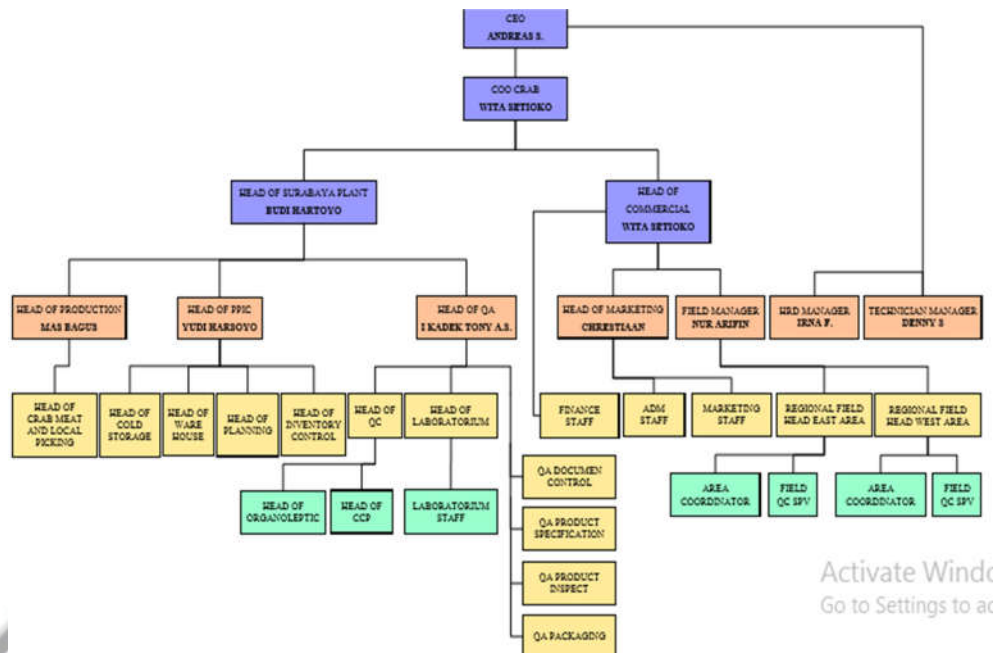 CEO
ANDREAS S.
COO CRAB
WITA SETIOKO
HEAD OF SURABAYA PLANT
BUDI HARTOYO
HEAD OF
COMMERCIAL
WITA SETIOKO
HEAD OF PRODUCTION
MAS BAGUS
HEAD OF PPIC
YUDI HARSOYO
HEAD OF QA
I KADEK TONY A.S.
HEAD OF MARKETING
CHRESTIAAN
FIELD MANAGER
NUR ARIFIN
HRD MANAGER
IRNA F.
TECHNICIAN MANAGER
DENNY S
HEAD OF
CRAB MEAT
AND LOCAL
PICKING
HEAD OF
COLD
STORAGE
HEAD OF
WARE
HOUSE
HEAD OF
PLANNING
HEAD OF
INVENTORY
CONTROL
HEAD OF
QC
HEAD OF
LABORATORIUM
FINANCE
STAFF
ADM
STAFF
MARKETING
STAFF
REGIONAL FIELD
HEAD EAST AREA
REGIONAL FIELD
HEAD WEST AREA
HEAD OF
ORGANOLEPTIC
HEAD OF
CCP
LABORATORIUM
STAFF
QA DOCUMEN
CONTROL
QA PRODUCT
SPECIFICATION
QA PRODUCT
INSPECT
QA PACKAGING
AREA
COORDINATOR
FIELD
QC SPV
AREA
COORDINATOR
FIELD
QC SPV
Activate Windo
Go to Settings to ac